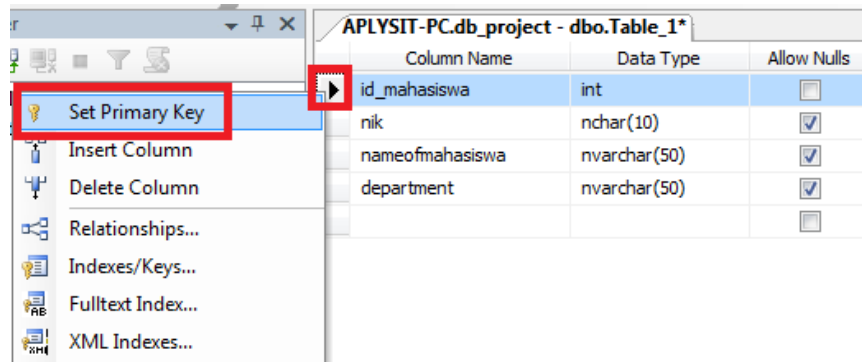 er
APLYSIT-PC.db_project - dbo.Table_1*
Column Name Data Type Allow Nulls
id_mahasiswa int
nik nchar(10)
nameofmahasiswa nvarchar(50)
department nvarchar(50)
Set Primary Key
Insert Column
Delete Column
Relationships...
Indexes/Keys...
Fulltext Index...
XML Indexes...